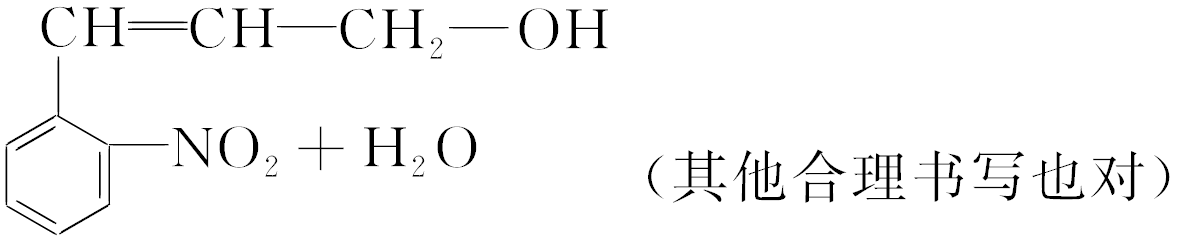 CH=CH—CH₂—OH
—NO₂ + H₂O (其他合理书写也对)